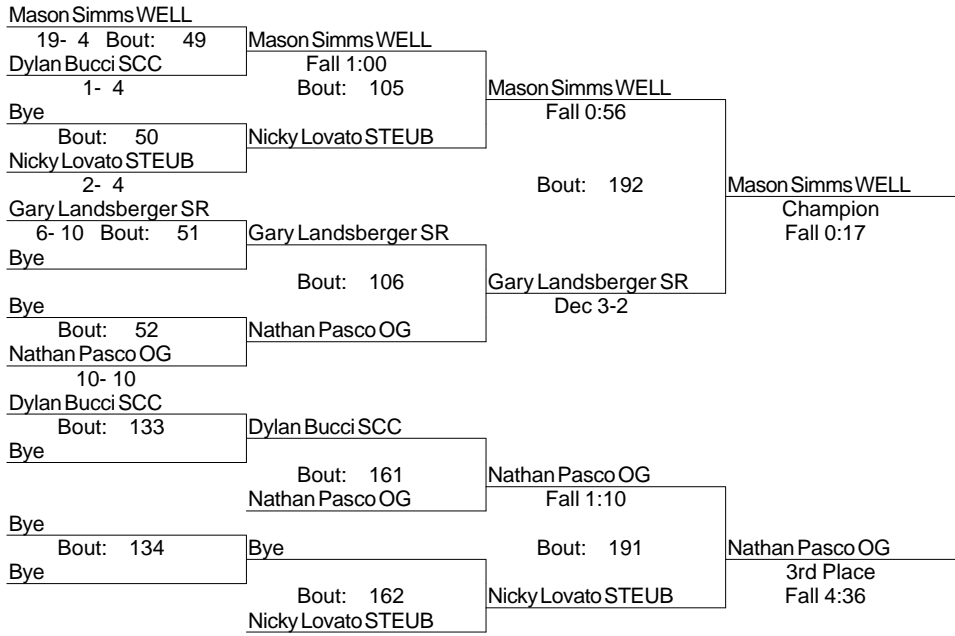 Mason Simms WELL
19- 4 Bout: 49 Mason Simms WELL
Dylan Bucci SCC Fall 1:00
1- 4 Bout: 105 Mason Simms WELL
Bye Fall 0:56
Bout: 50 Nicky Lovato STEUB
Nicky Lovato STEUB
2- 4 Bout: 192 Mason Simms WELL
Gary Landsberger SR Champion
6- 10 Bout: 51 Gary Landsberger SR Fall 0:17
Bye
Bout: 106 Gary Landsberger SR
Bye Dec 3-2
Bout: 52 Nathan Pasco OG
Nathan Pasco OG
10- 10
Dylan Bucci SCC
Bout: 133 Dylan Bucci SCC
Bye
Bout: 161 Nathan Pasco OG
Nathan Pasco OG Fall 1:10
Bye
Bout: 134 Bye Bout: 191 Nathan Pasco OG
Bye 3rd Place
Bout: 162 Nicky Lovato STEUB Fall 4:36
Nicky Lovato STEUB